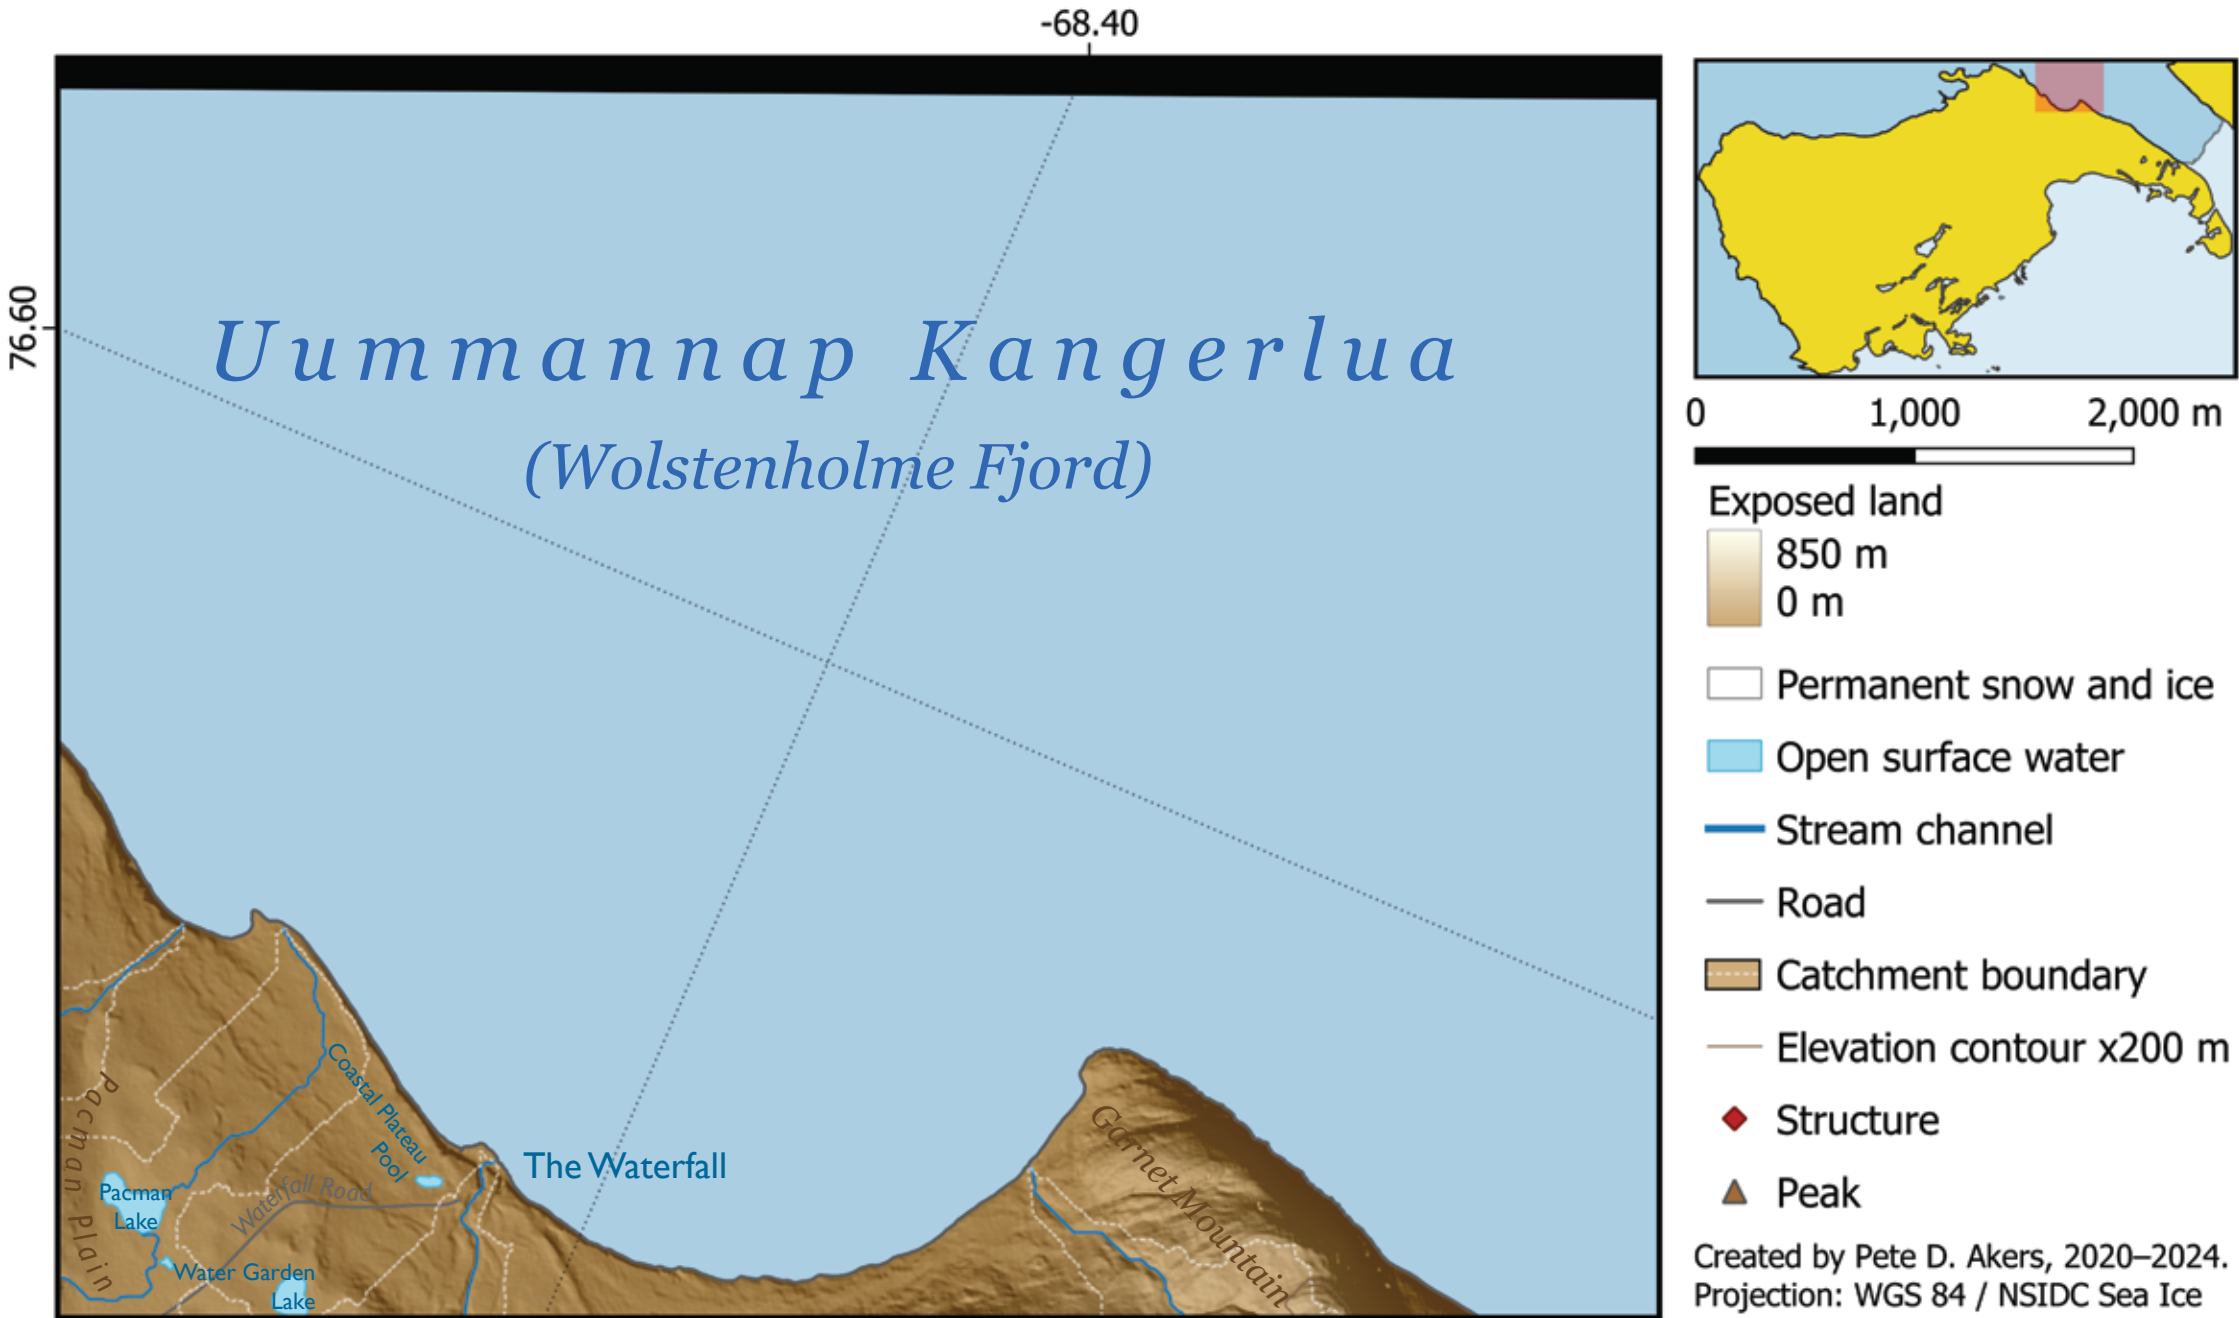 -68.40
76.60
Uummannap Kangerlua
(Wolstenholme Fjord)
Coastal Plateau
Pool
The Waterfall
Pacman Plain
Pacman
Lake
Waterfall Road
Water Garden
Lake
Garnet Mountain
0 1,000 2,000 m
Exposed land
850 m
0 m
Permanent snow and ice
Open surface water
Stream channel
Road
Catchment boundary
Elevation contour x200 m
Structure
Peak
Created by Pete D. Akers, 2020–2024.
Projection: WGS 84 / NSIDC Sea Ice